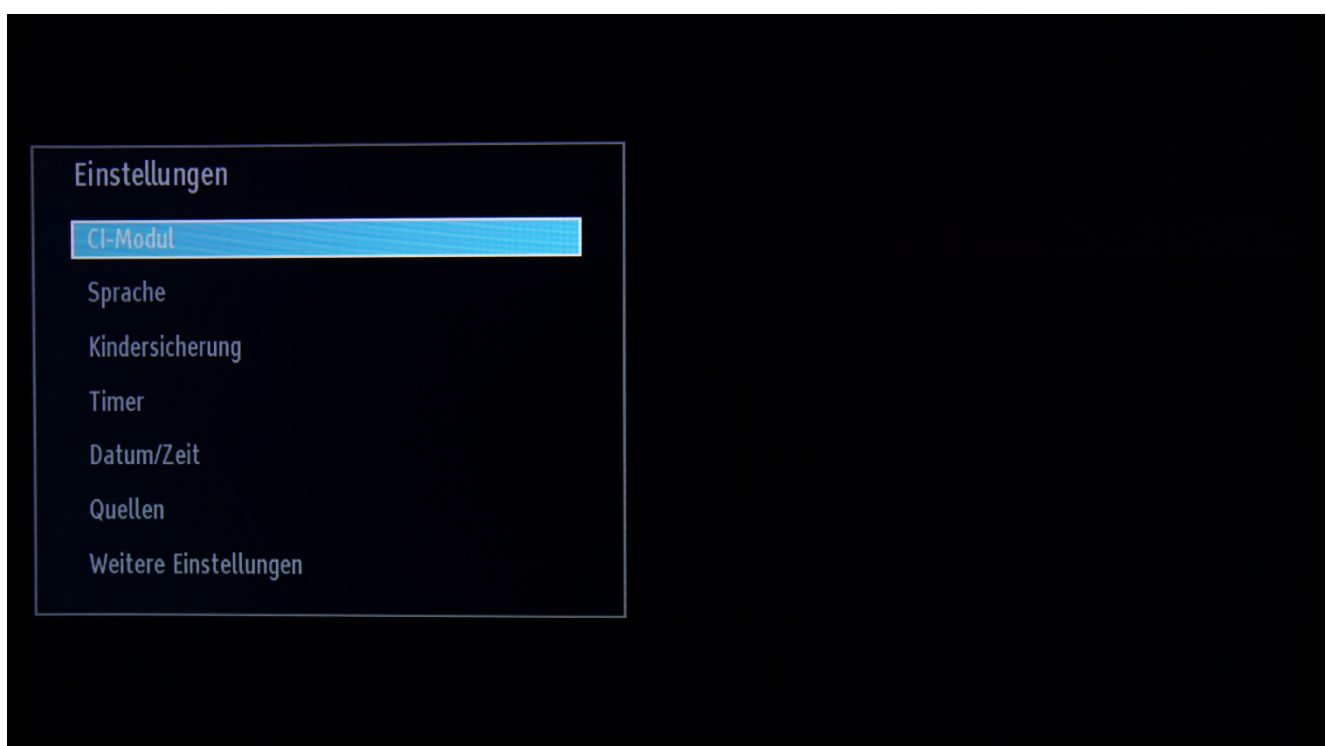 Einstellungen
CI-Modul
Sprache
Kindersicherung
Timer
Datum/Zeit
Quellen
Weitere Einstellungen